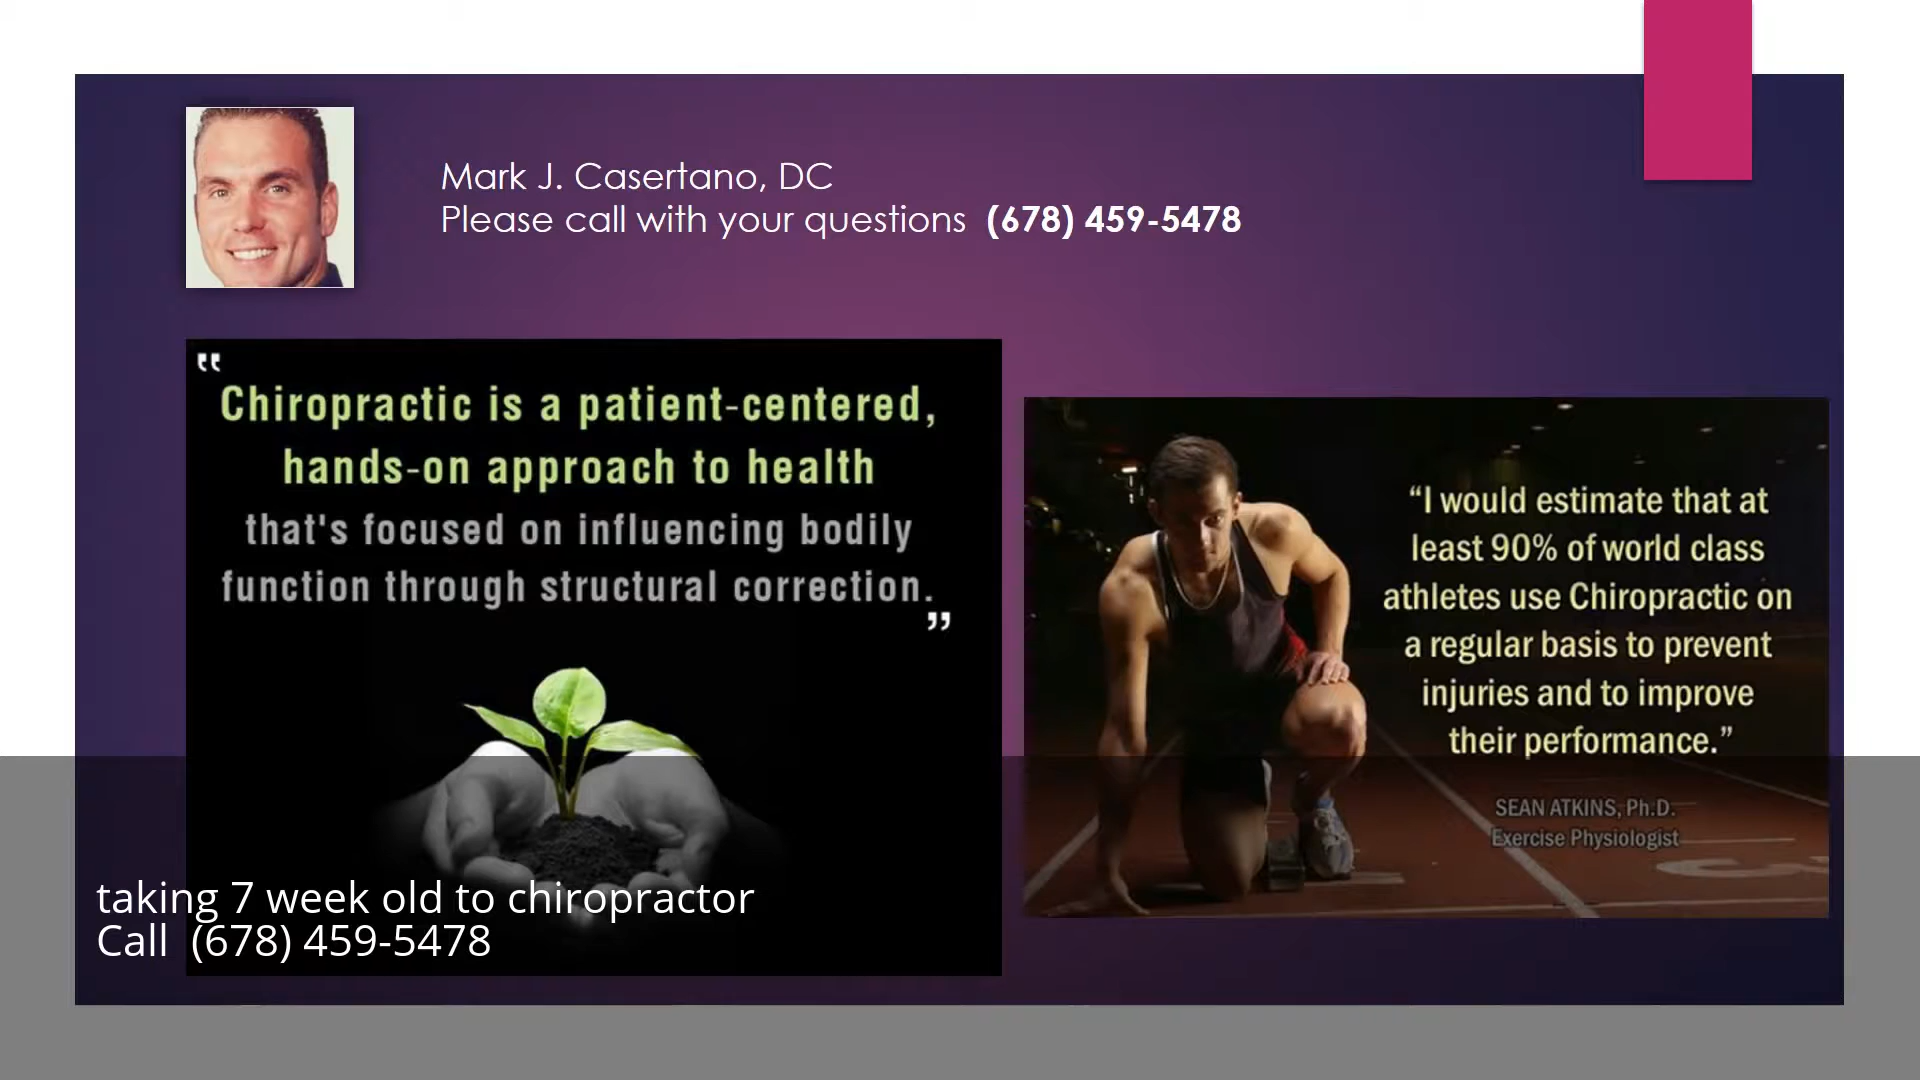 Mark J. Casertano, DC
Please call with your questions (678) 459-5478
"
Chiropractic is a patient-centered,
hands-on approach to health
that's focused on influencing bodily
function through structural correction.
"
“I would estimate that at
least 90% of world class
athletes use Chiropractic on
a regular basis to prevent
injuries and to improve
their performance.”
SEAN ATKINS, Ph.D.
Exercise Physiologist
taking 7 week old to chiropractor
Call (678) 459-5478